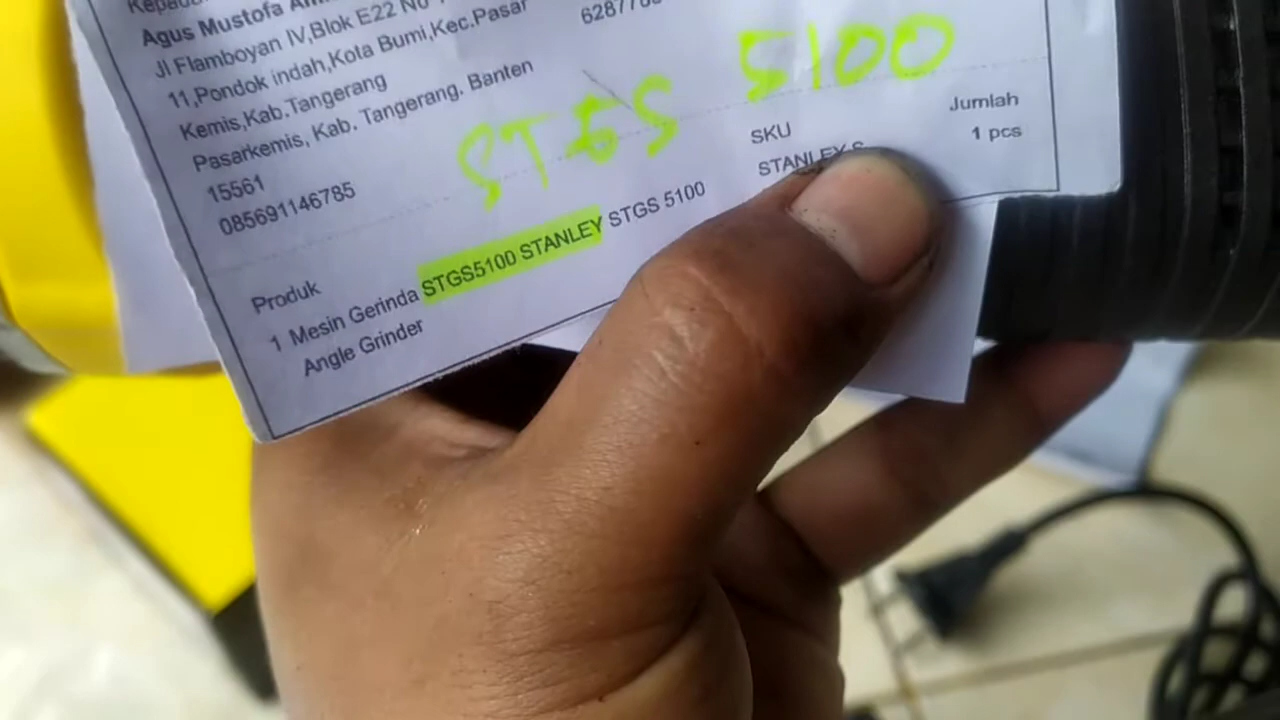 Agus Mustofa
Jl Flamboyan IV,Blok E22 No
11,Pondok indah,Kota Bumi,Kec.Pasar
Kemis,Kab.Tangerang
Pasarkemis, Kab. Tangerang, Banten
15561
085691146785
STGS 5100
SKU
Jumlah
STANLEY S
1 pcs
Produk
1 Mesin Gerinda STGS5100 STANLEY STGS 5100
Angle Grinder